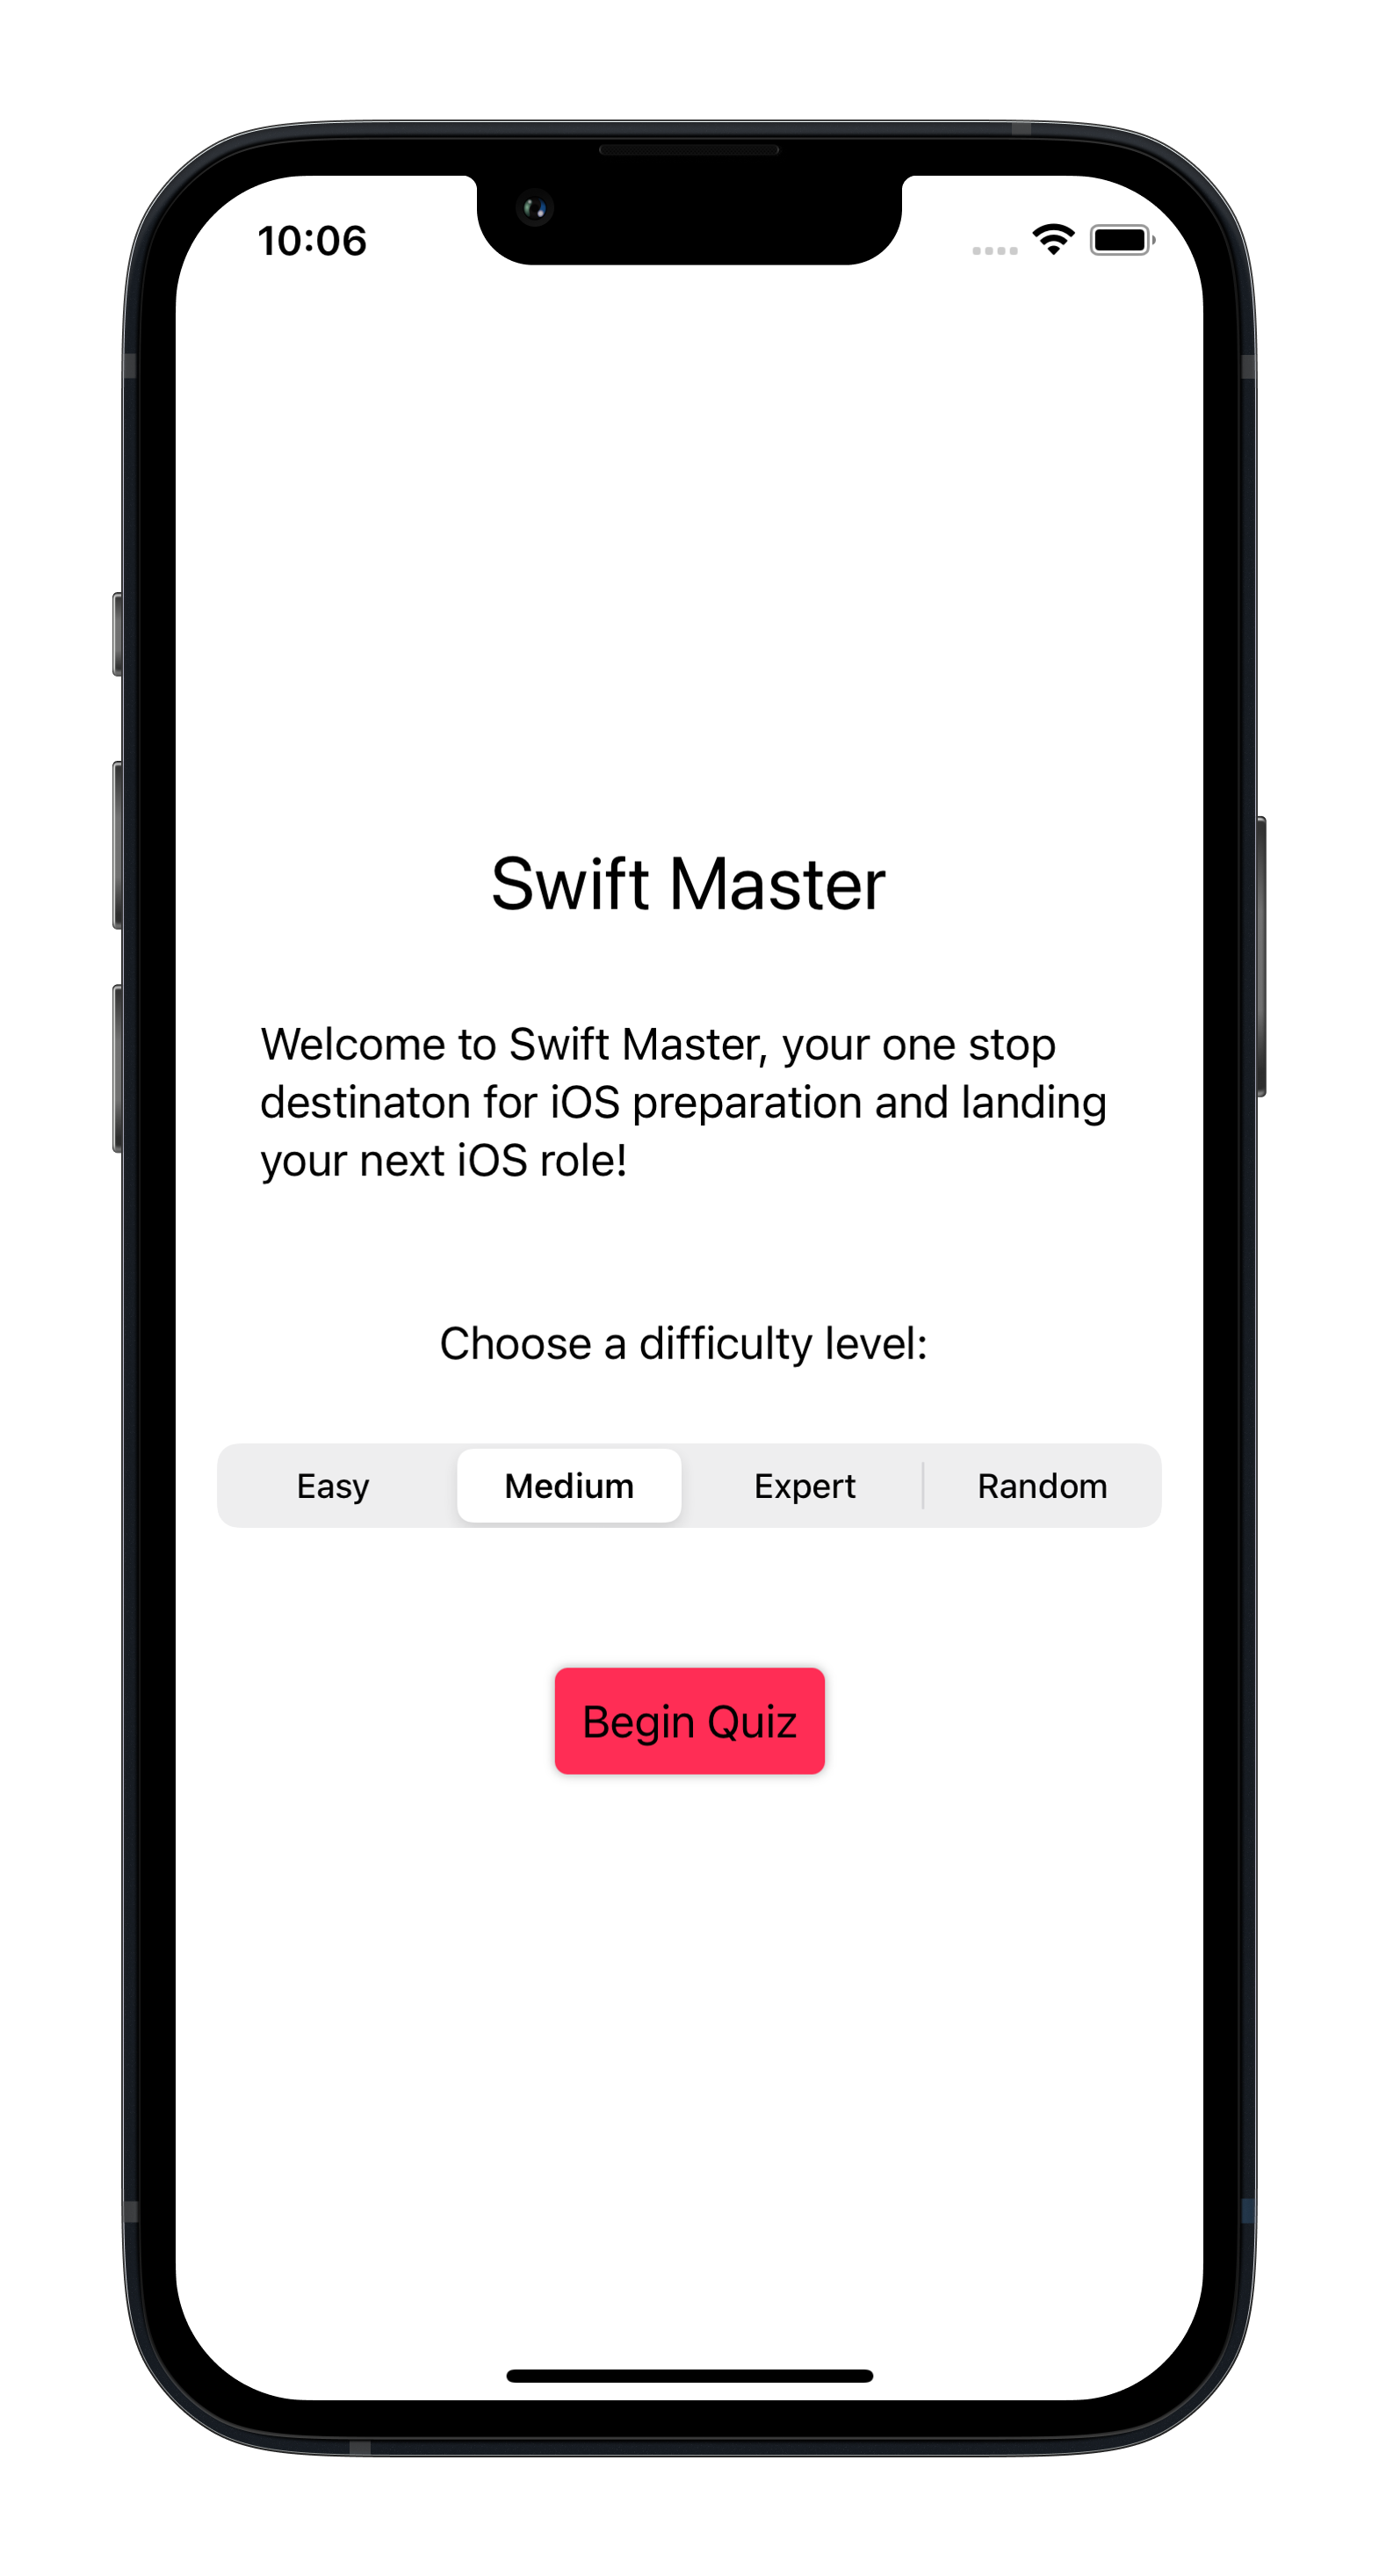 10:06
Swift Master
Welcome to Swift Master, your one stop
destinaton for iOS preparation and landing
your next iOS role!
Choose a difficulty level:
Easy Medium Expert Random
Begin Quiz